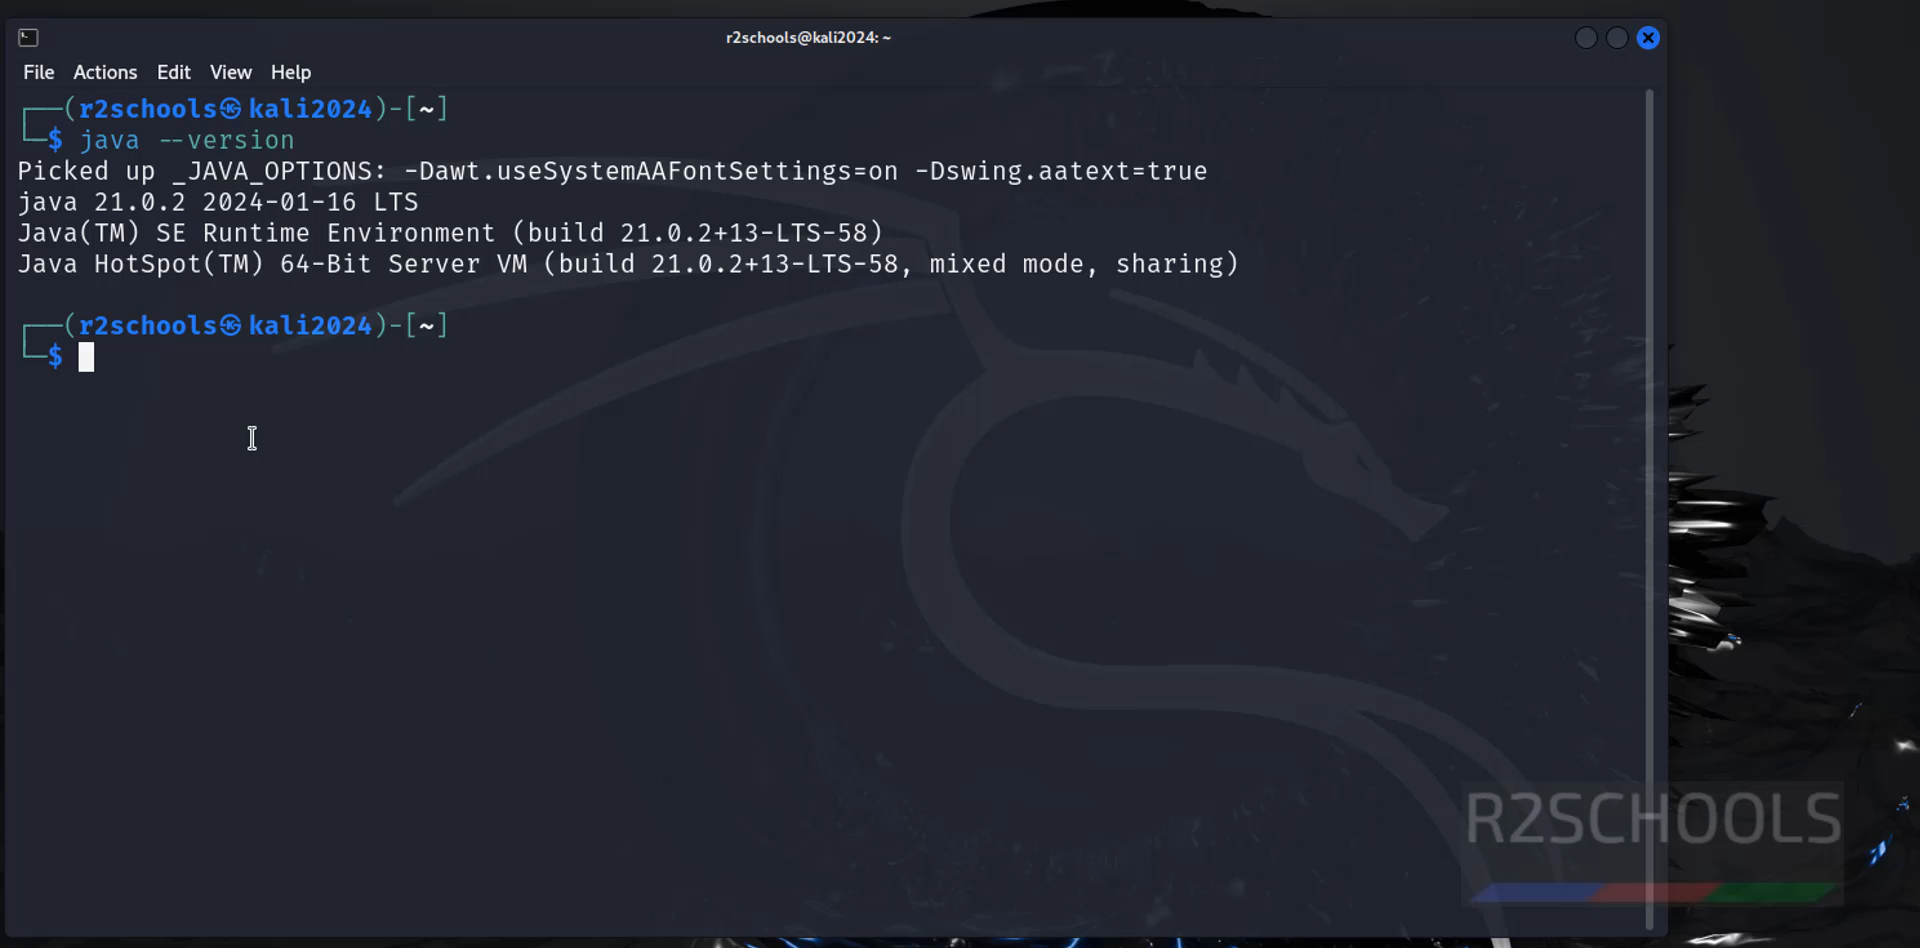 r2schools@kali2024: ~
File Actions Edit View Help
┌──(r2schools㉿kali2024)-[~]
└─$ java --version
Picked up _JAVA_OPTIONS: -Dawt.useSystemAAFontSettings=on -Dswing.aatext=true
java 21.0.2 2024-01-16 LTS
Java(TM) SE Runtime Environment (build 21.0.2+13-LTS-58)
Java HotSpot(TM) 64-Bit Server VM (build 21.0.2+13-LTS-58, mixed mode, sharing)
┌──(r2schools㉿kali2024)-[~]
└─$
R2SCHOOLS